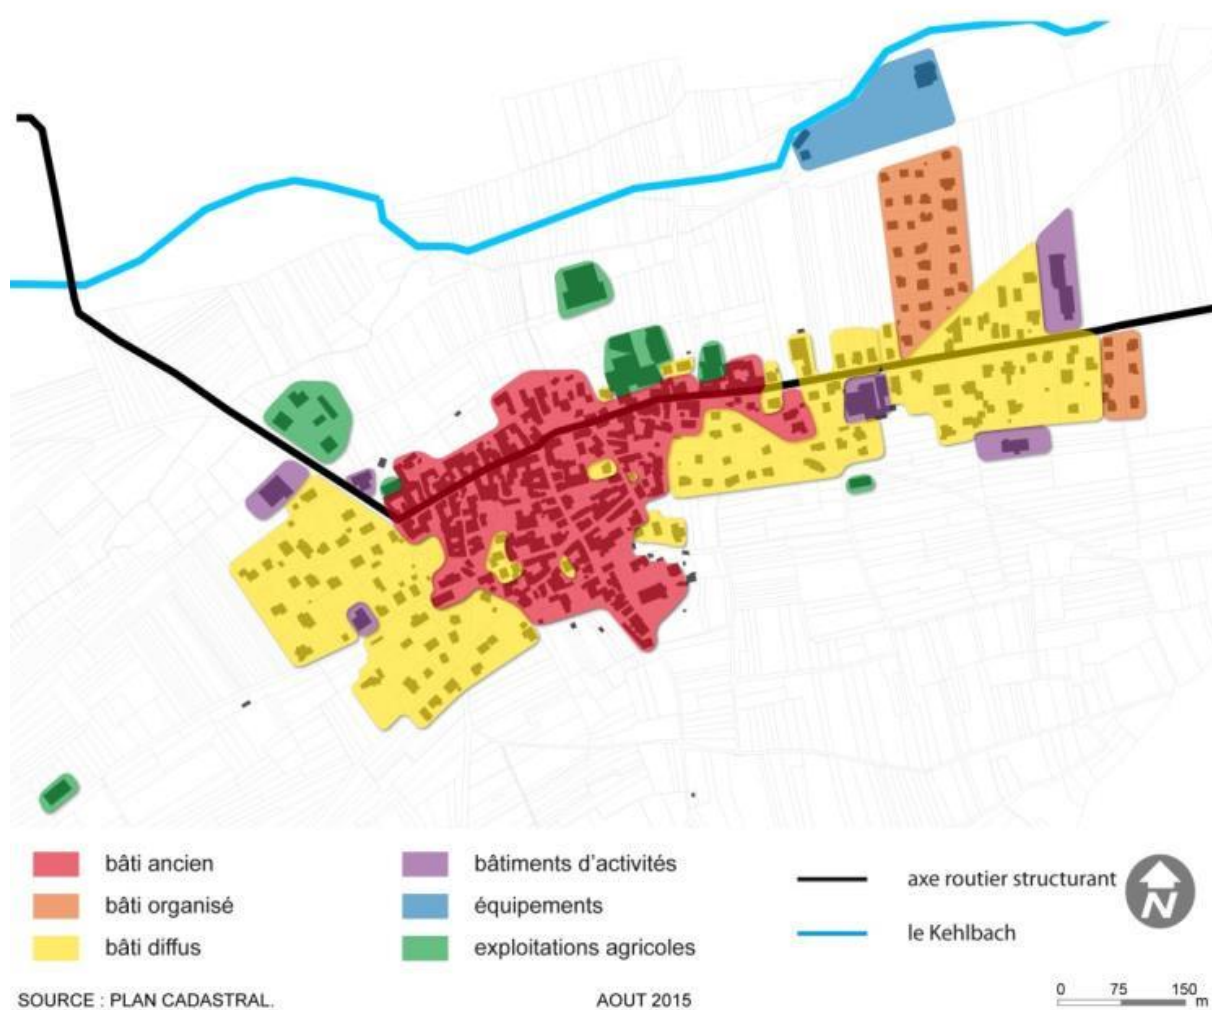 bâti ancien
bâti organisé
bâti diffus
bâtiments d'activités
équipements
exploitations agricoles
axe routier structurant
le Kehlbach
N
SOURCE : PLAN CADASTRAL.
AOUT 2015
0 75 150
m